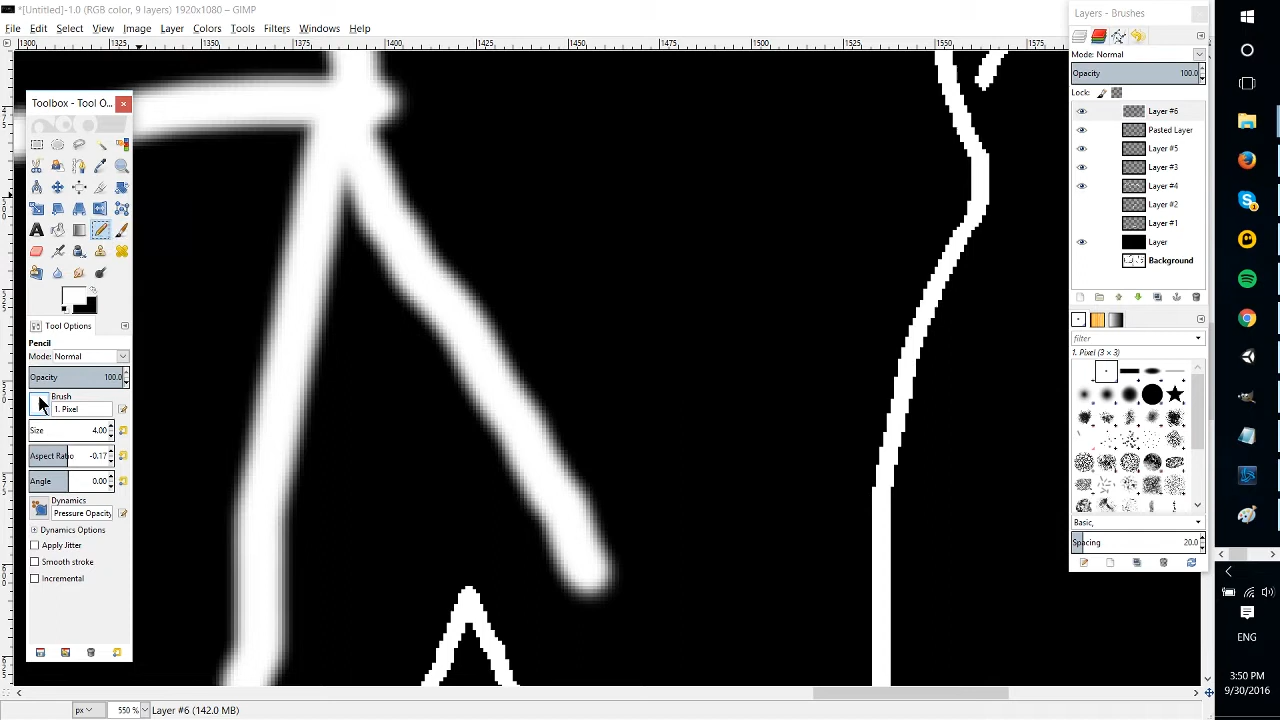 *[Untitled]-1.0 (RGB color, 9 layers) 1920x1080 – GIMP
File Edit Select View Image Layer Colors Tools Filters Windows Help
1300 1325 1350 1375 1400 1425 1450 1475 1500 1525 1550 1575
Toolbox - Tool O...
Tool Options
Pencil
Mode: Normal
Opacity 100.0
Brush
1. Pixel
Size 4.00
Aspect Ratio -0.17
Angle 0.00
Dynamics
Pressure Opacity
Dynamics Options
Apply Jitter
Smooth stroke
Incremental
px 550 % Layer #6 (142.0 MB)
Layers - Brushes
Mode: Normal
Opacity 100.0
Lock:
Layer #6
Pasted Layer
Layer #5
Layer #3
Layer #4
Layer #2
Layer #1
Layer
Background
filter
1. Pixel (3 × 3)
Basic,
Spacing 20.0
ENG
3:50 PM
9/30/2016